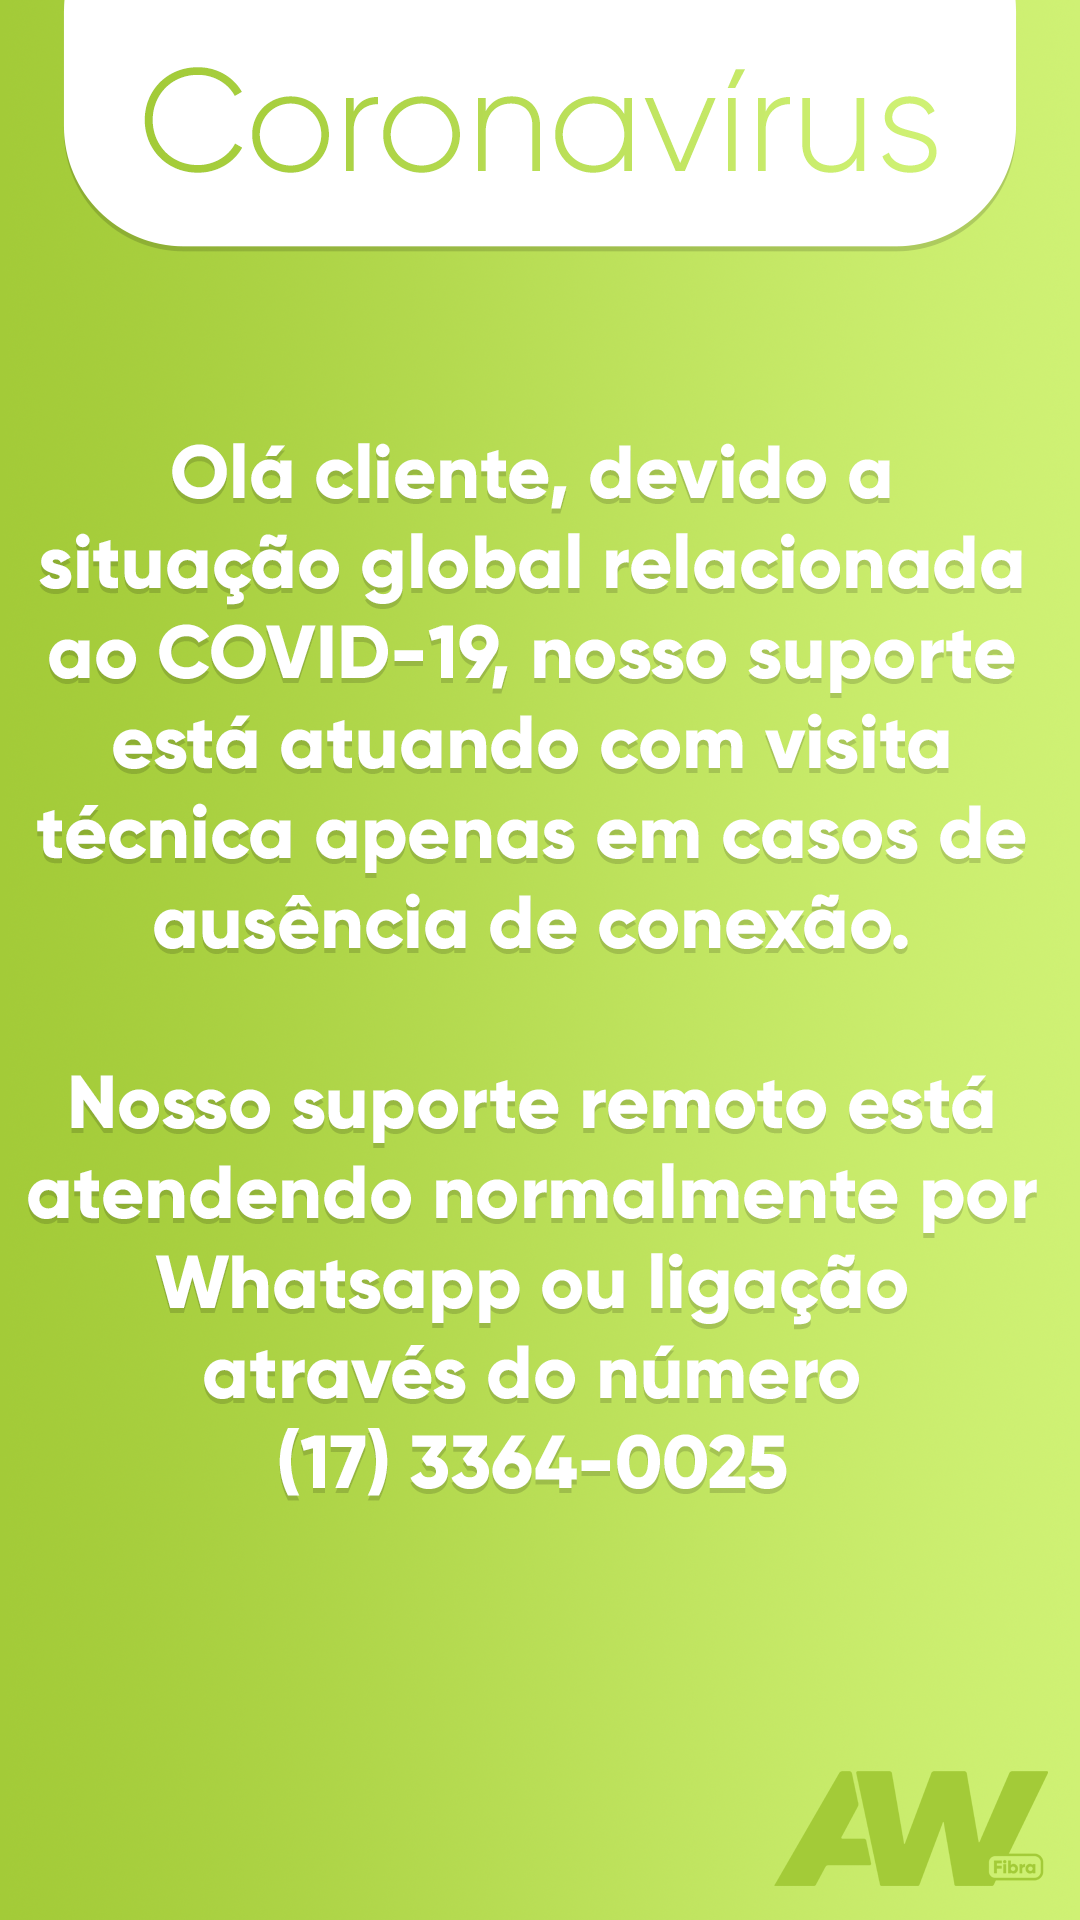 Coronavírus
Olá cliente, devido a
situação global relacionada
ao COVID-19, nosso suporte
está atuando com visita
técnica apenas em casos de
ausência de conexão.
Nosso suporte remoto está
atendendo normalmente por
Whatsapp ou ligação
através do número
(17) 3364-0025
AW
Fibra